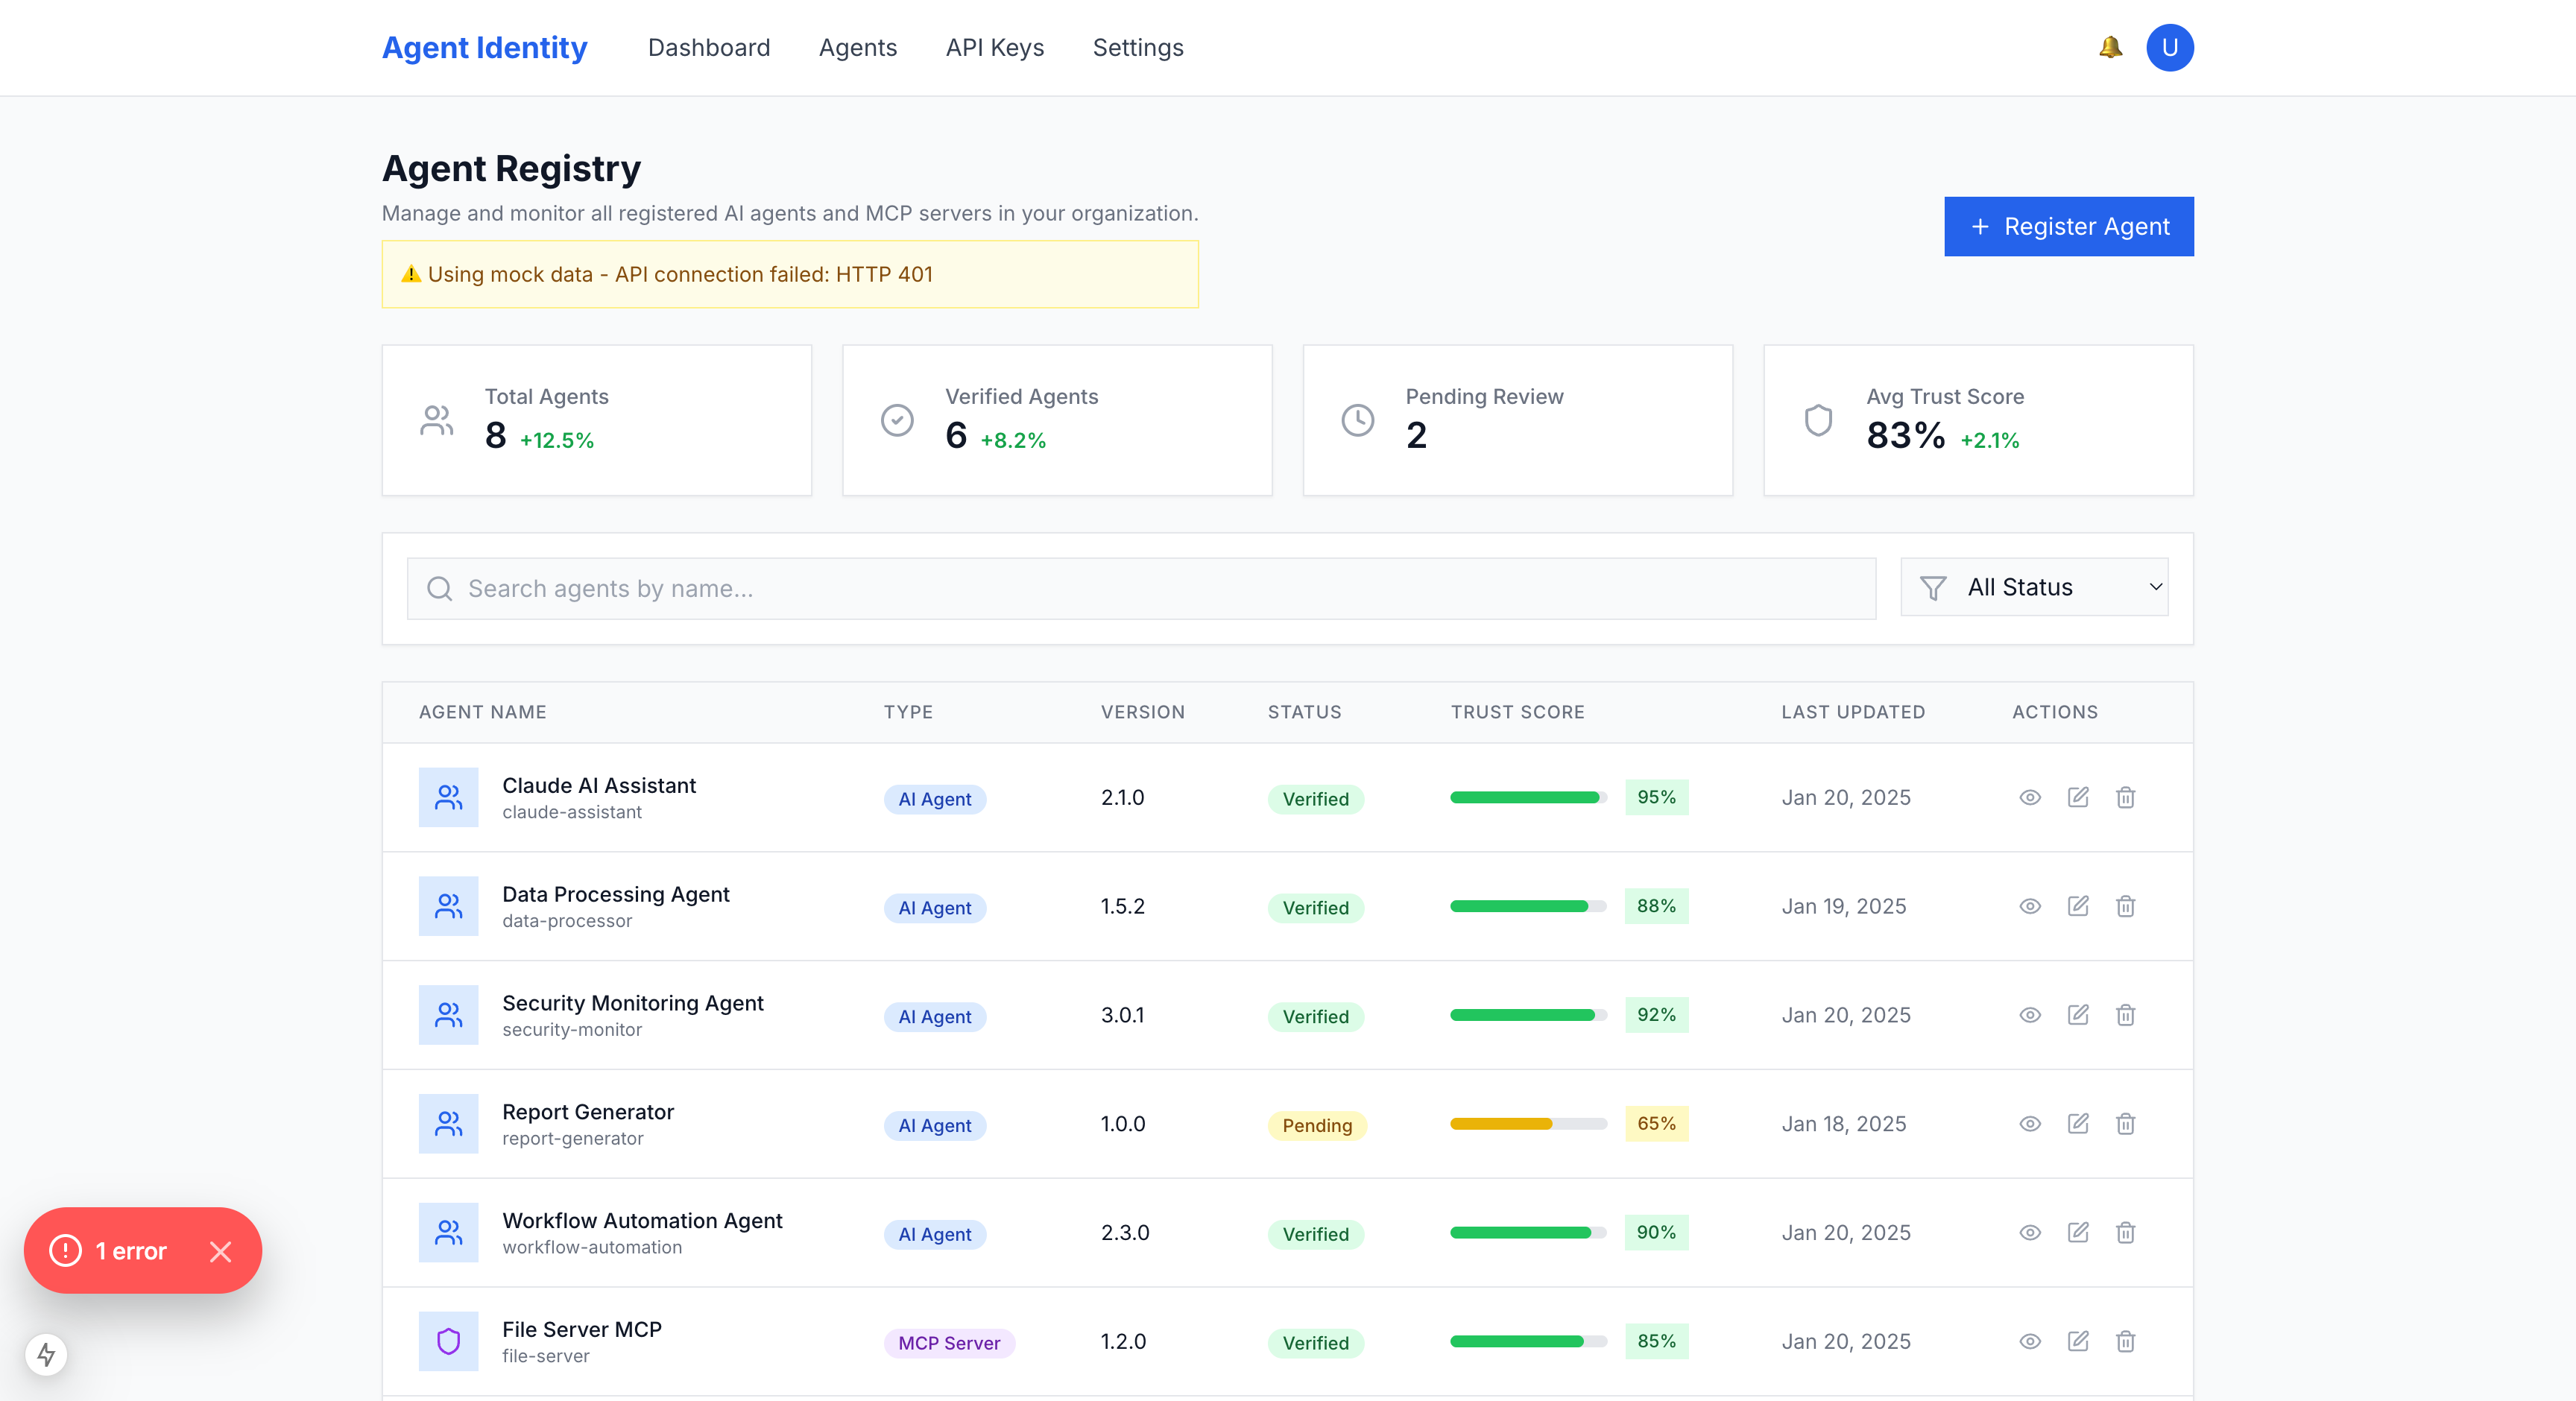 Agent Identity Dashboard Agents API Keys Settings U
Agent Registry
Manage and monitor all registered AI agents and MCP servers in your organization.
+ Register Agent
Using mock data - API connection failed: HTTP 401
Total Agents
8 +12.5%
Verified Agents
6 +8.2%
Pending Review
2
Avg Trust Score
83% +2.1%
Search agents by name...
All Status
AGENT NAME TYPE VERSION STATUS TRUST SCORE LAST UPDATED ACTIONS
Claude AI Assistant
claude-assistant
AI Agent 2.1.0 Verified 95% Jan 20, 2025
Data Processing Agent
data-processor
AI Agent 1.5.2 Verified 88% Jan 19, 2025
Security Monitoring Agent
security-monitor
AI Agent 3.0.1 Verified 92% Jan 20, 2025
Report Generator
report-generator
AI Agent 1.0.0 Pending 65% Jan 18, 2025
Workflow Automation Agent
workflow-automation
AI Agent 2.3.0 Verified 90% Jan 20, 2025
File Server MCP
file-server
MCP Server 1.2.0 Verified 85% Jan 20, 2025
1 error